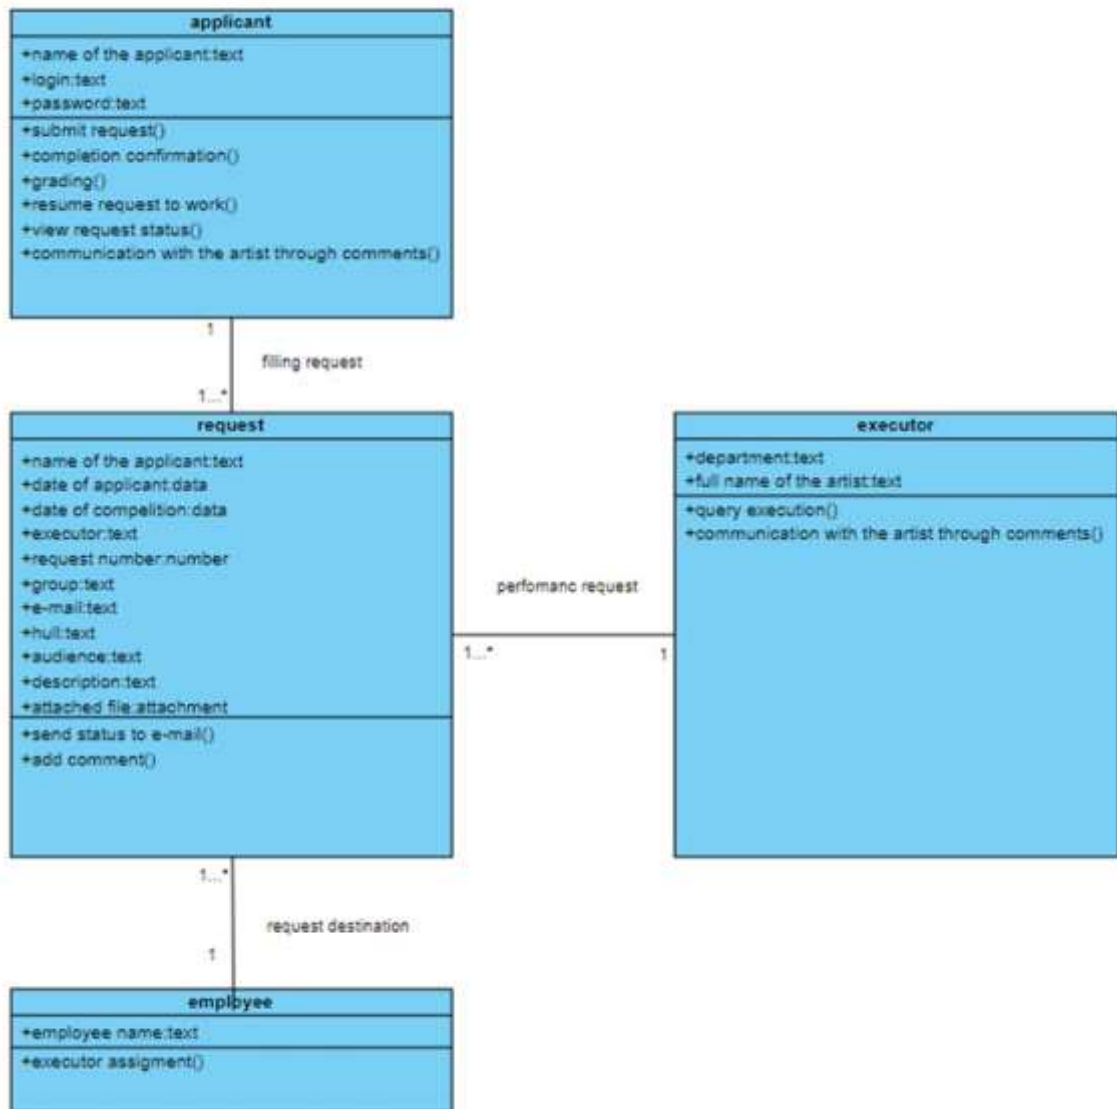 applicant
+name of the applicant:text
+login:text
+password:text
+submit request()
+completion confirmation()
+grading()
+resume request to work()
+view request status()
+communication with the artist through comments()
1
filling request
1...*
request
+name of the applicant:text
+date of applicant:data
+date of compelition:data
+executor:text
+request number:number
+group:text
+e-mail:text
+hull:text
+audience:text
+description:text
+attached file:attachment
+send status to e-mail()
+add comment()
perfomanc request
1...*
1
executor
+department:text
+full name of the artist:text
+query execution()
+communication with the artist through comments()
1...*
request destination
1
employee
+employee name:text
+executor assigment()